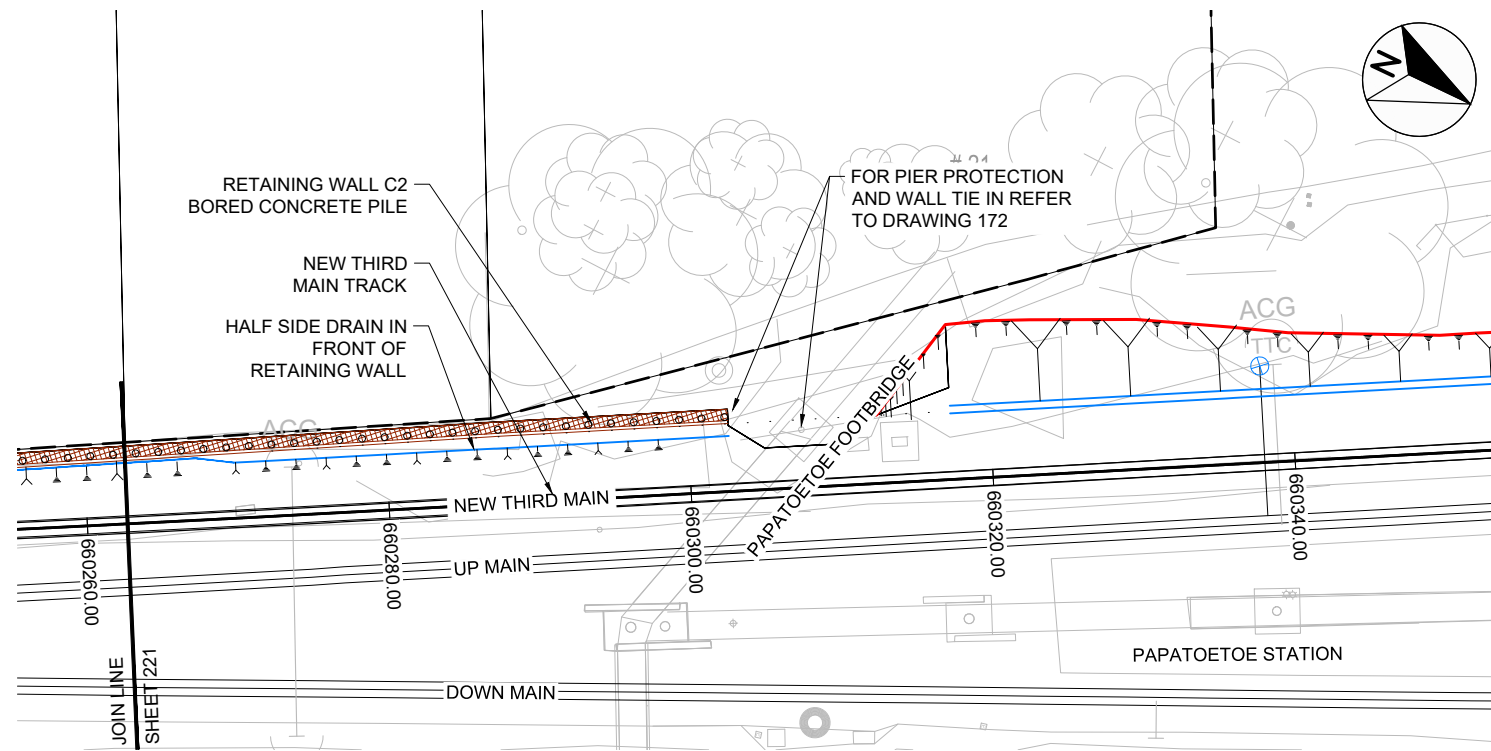 N
# 21
RETAINING WALL C2
BORED CONCRETE PILE
FOR PIER PROTECTION
AND WALL TIE IN REFER
TO DRAWING 172
NEW THIRD
MAIN TRACK
HALF SIDE DRAIN IN
FRONT OF
RETAINING WALL
ACG
TTC
ACG
PAPATOETOE FOOTBRIDGE
NEW THIRD MAIN
UP MAIN
660260.00
660280.00
660300.00
660320.00
660340.00
JOIN LINE
SHEET 221
PAPATOETOE STATION
DOWN MAIN